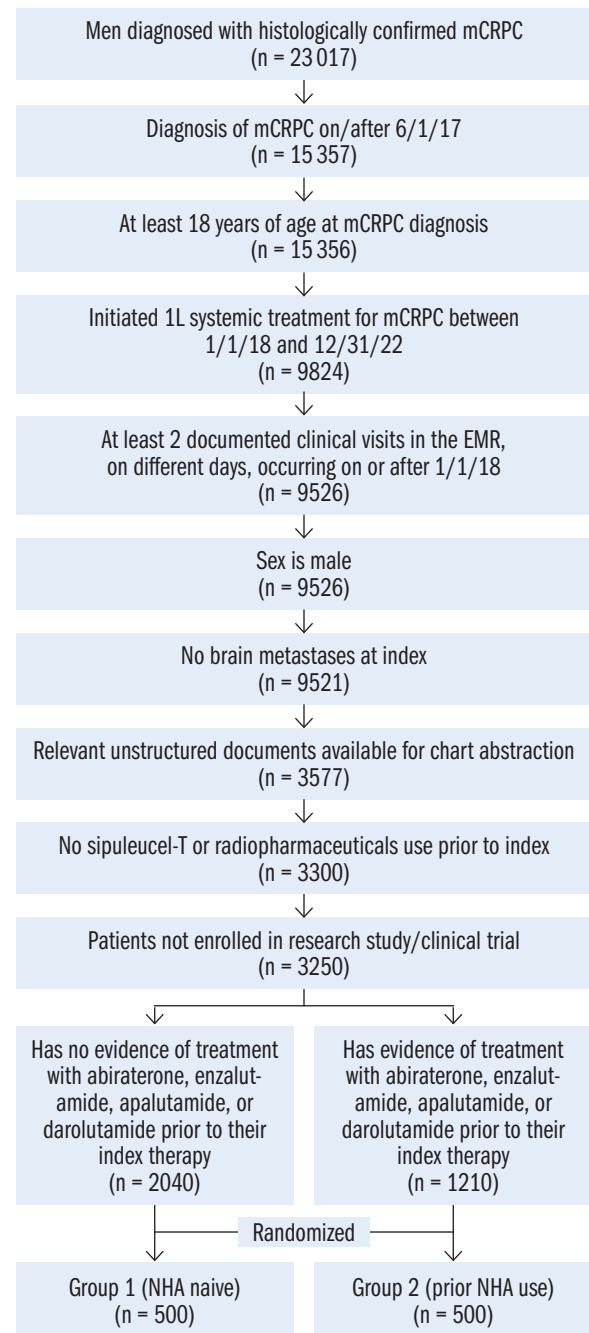 Men diagnosed with histologically confirmed mCRPC
(n = 23 017)
Diagnosis of mCRPC on/after 6/1/17
(n = 15 357)
At least 18 years of age at mCRPC diagnosis
(n = 15 356)
Initiated 1L systemic treatment for mCRPC between
1/1/18 and 12/31/22
(n = 9824)
At least 2 documented clinical visits in the EMR,
on different days, occurring on or after 1/1/18
(n = 9526)
Sex is male
(n = 9526)
No brain metastases at index
(n = 9521)
Relevant unstructured documents available for chart abstraction
(n = 3577)
No sipuleucel-T or radiopharmaceuticals use prior to index
(n = 3300)
Patients not enrolled in research study/clinical trial
(n = 3250)
Has no evidence of treatment
with abiraterone, enzalut-
amide, apalutamide, or
darolutamide prior to their
index therapy
(n = 2040)
Has evidence of treatment
with abiraterone, enzalut-
amide, apalutamide, or
darolutamide prior to their
index therapy
(n = 1210)
Randomized
Group 1 (NHA naive)
(n = 500)
Group 2 (prior NHA use)
(n = 500)